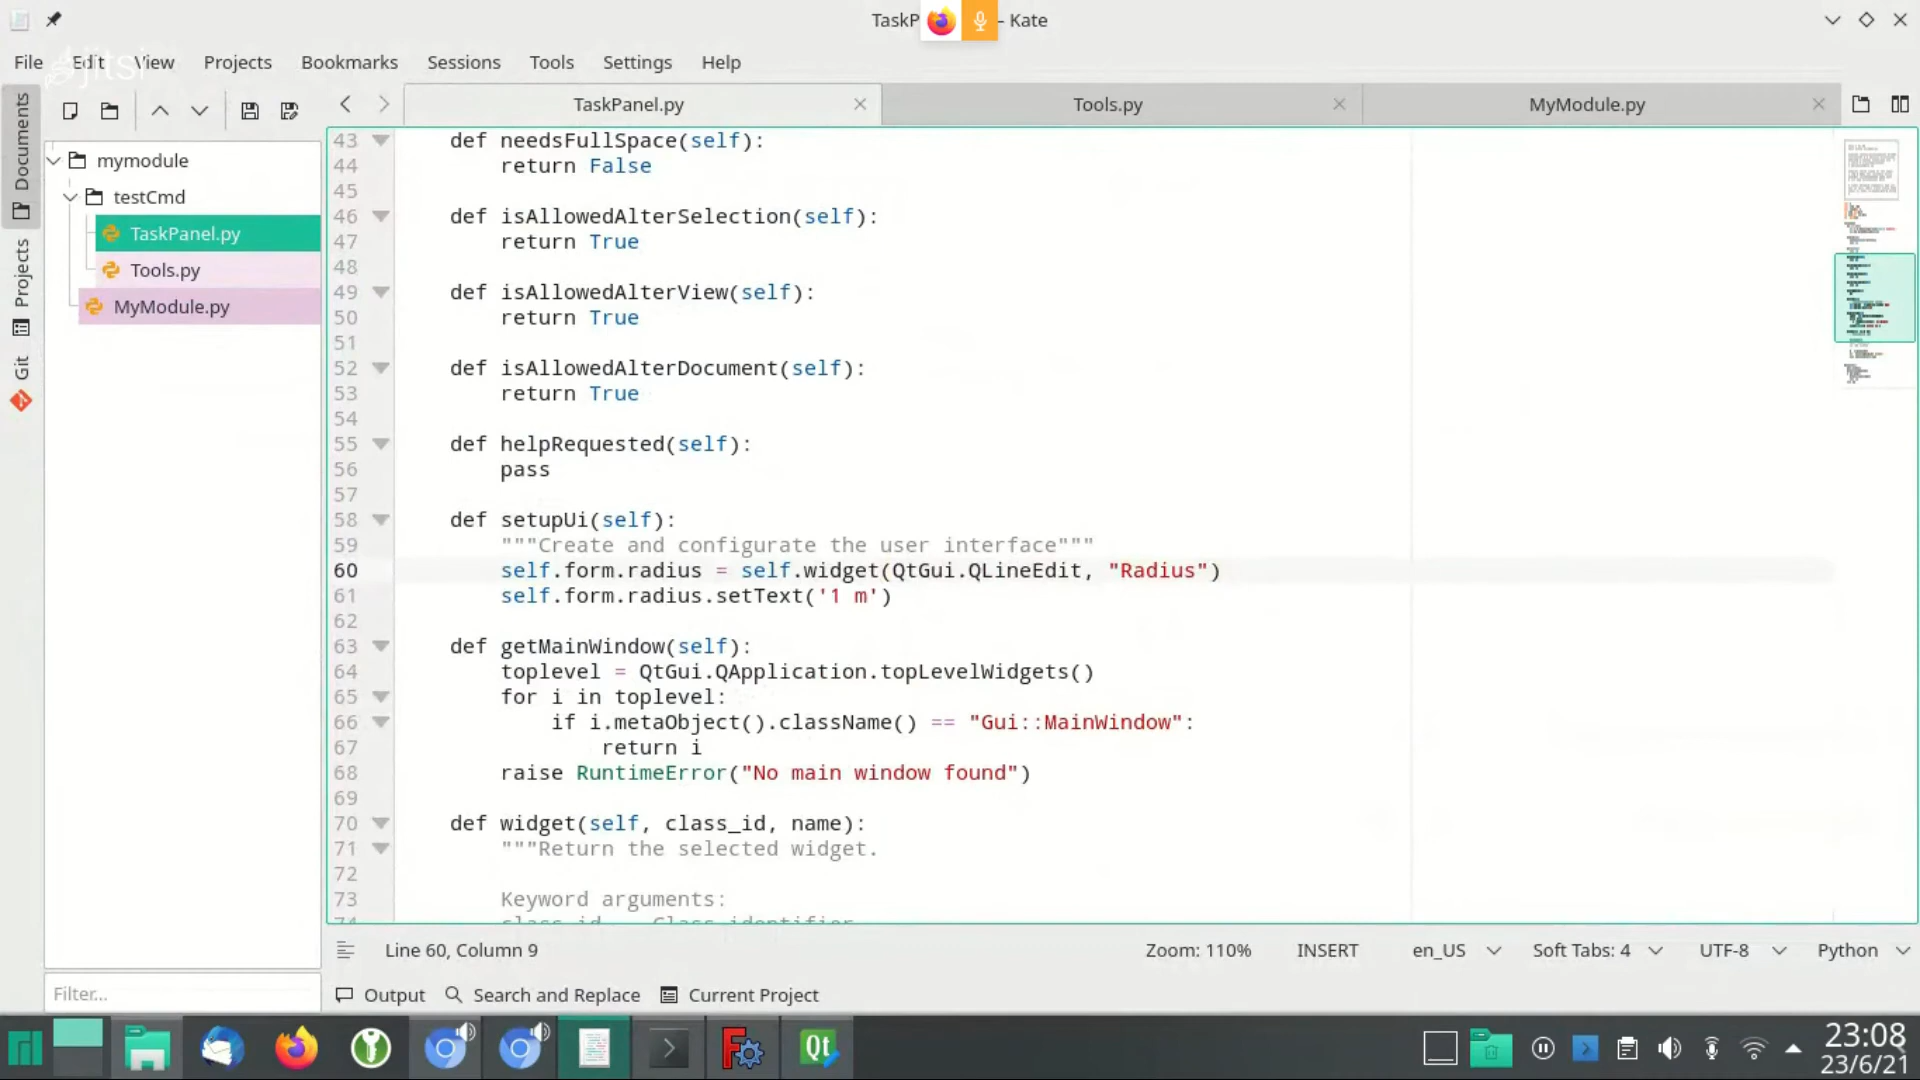 TaskP – Kate
File Edit View Projects Bookmarks Sessions Tools Settings Help
jitsi
TaskPanel.py Tools.py MyModule.py
Documents
Projects
Git
mymodule
testCmd
TaskPanel.py
Tools.py
MyModule.py
Filter...
43 def needsFullSpace(self):
44 return False
45
46 def isAllowedAlterSelection(self):
47 return True
48
49 def isAllowedAlterView(self):
50 return True
51
52 def isAllowedAlterDocument(self):
53 return True
54
55 def helpRequested(self):
56 pass
57
58 def setupUi(self):
59 """Create and configurate the user interface"""
60 self.form.radius = self.widget(QtGui.QLineEdit, "Radius")
61 self.form.radius.setText('1 m')
62
63 def getMainWindow(self):
64 toplevel = QtGui.QApplication.topLevelWidgets()
65 for i in toplevel:
66 if i.metaObject().className() == "Gui::MainWindow":
67 return i
68 raise RuntimeError("No main window found")
69
70 def widget(self, class_id, name):
71 """Return the selected widget.
72
73 Keyword arguments:
74 class_id -- Class identifier
Line 60, Column 9 Zoom: 110% INSERT en_US Soft Tabs: 4 UTF-8 Python
Output Search and Replace Current Project
Qt
23:08
23/6/21